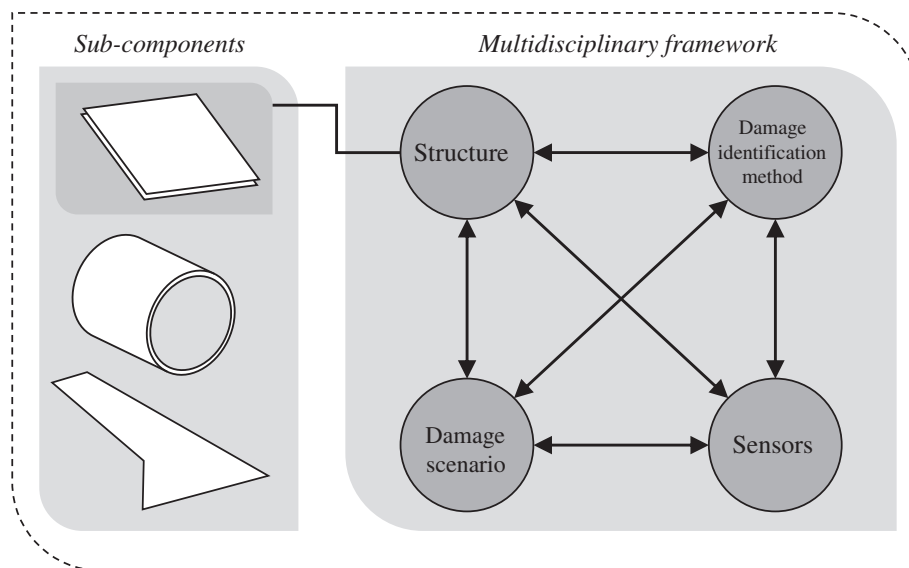 Sub-components
Multidisciplinary framework
Structure
Damage
identification
method
Damage
scenario
Sensors